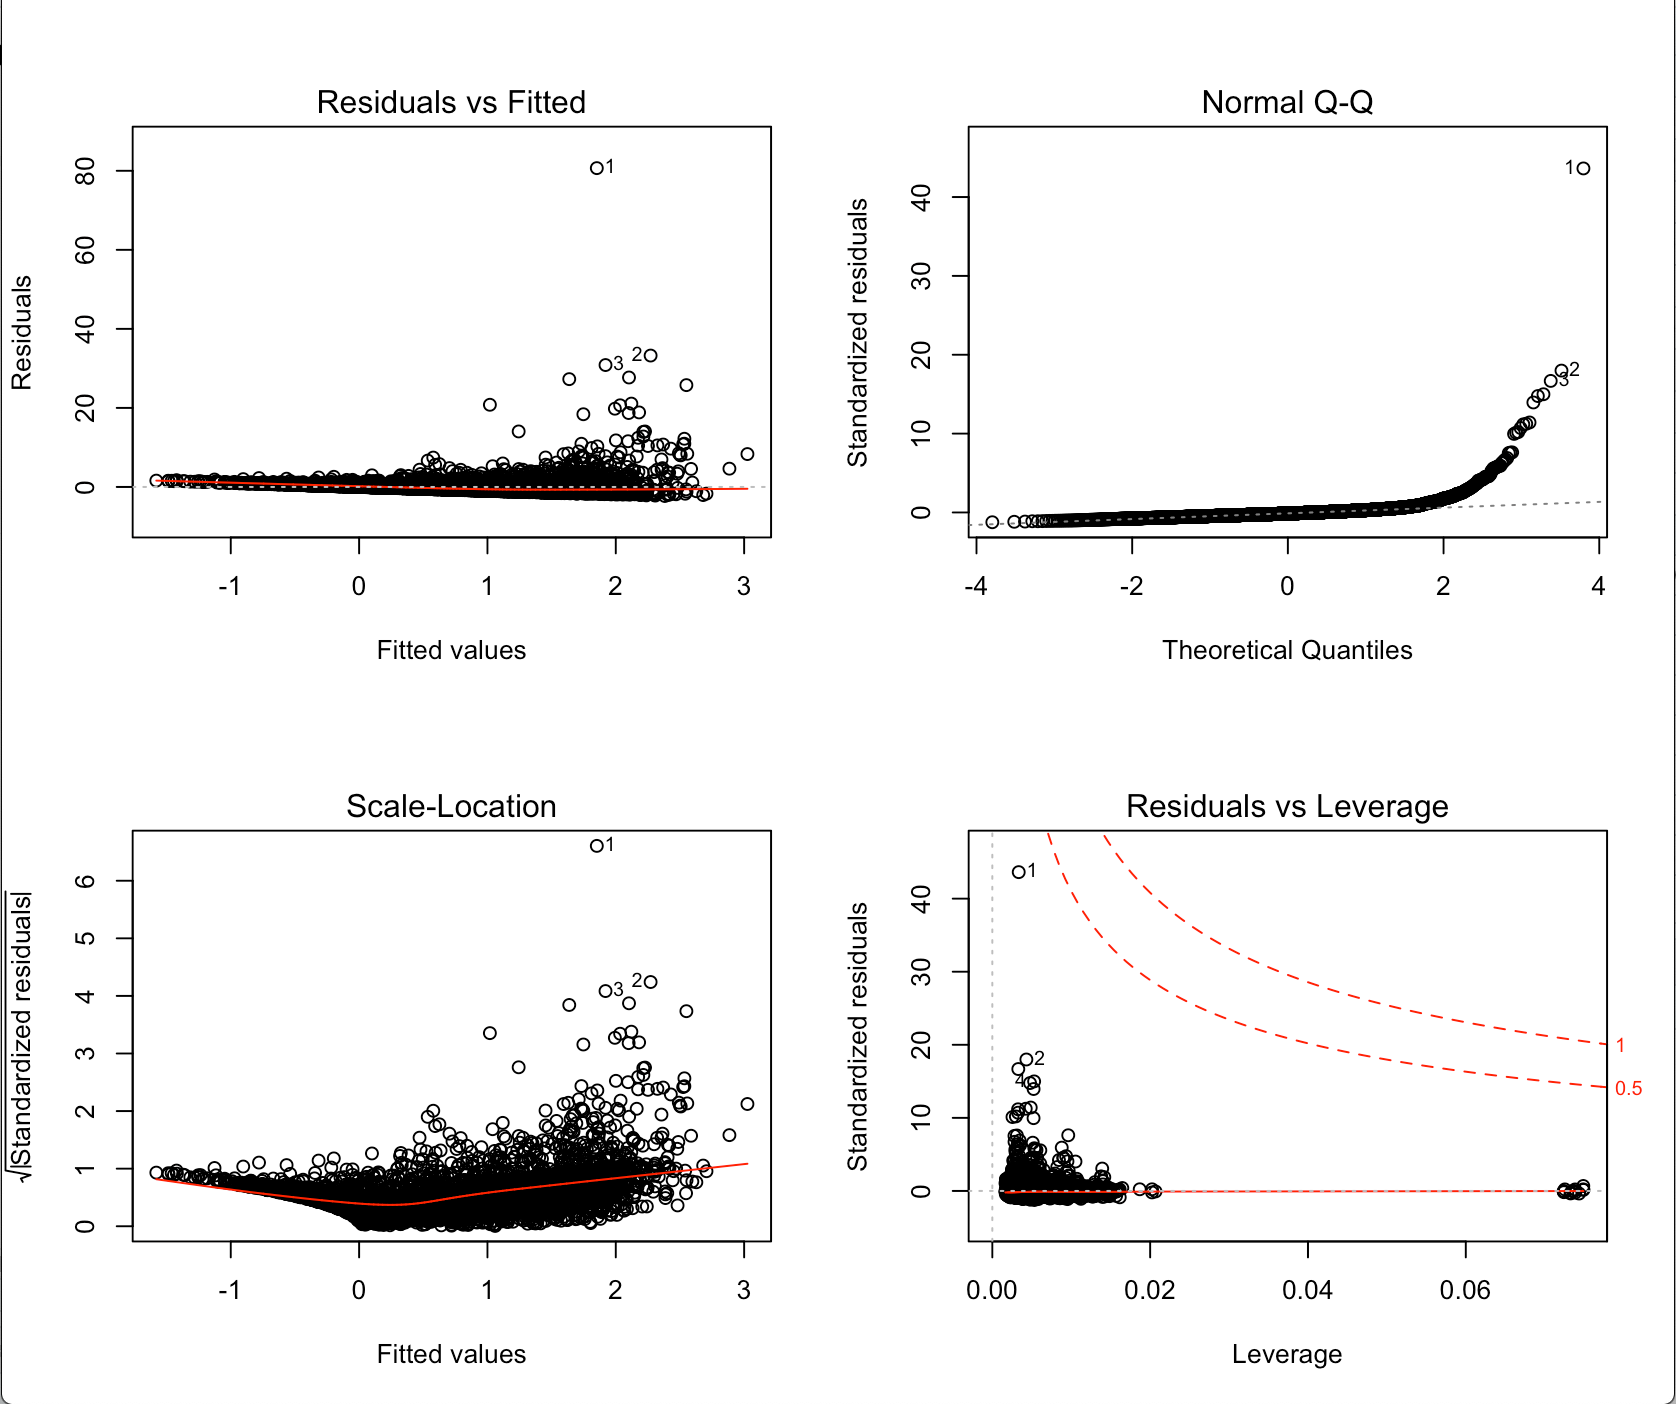 Residuals vs Fitted
Residuals
80
60
40
20
0
1
2
3
-1 0 1 2 3
Fitted values
Normal Q-Q
Standardized residuals
40
30
20
10
0
1
2
3
-4 -2 0 2 4
Theoretical Quantiles
Scale-Location
√|Standardized residuals|
6
5
4
3
2
1
0
1
2
3
-1 0 1 2 3
Fitted values
Residuals vs Leverage
Standardized residuals
40
30
20
10
0
1
2
4
1
0.5
0.00 0.02 0.04 0.06
Leverage